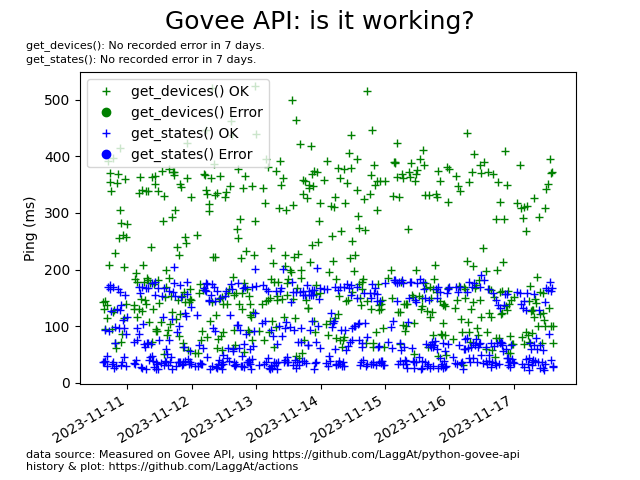 Govee API: is it working?
get_devices(): No recorded error in 7 days.
get_states(): No recorded error in 7 days.
get_devices() OK
get_devices() Error
get_states() OK
get_states() Error
Ping (ms)
500
400
300
200
100
0
2023-11-11
2023-11-12
2023-11-13
2023-11-14
2023-11-15
2023-11-16
2023-11-17
data source: Measured on Govee API, using https://github.com/LaggAt/python-govee-api
history & plot: https://github.com/LaggAt/actions